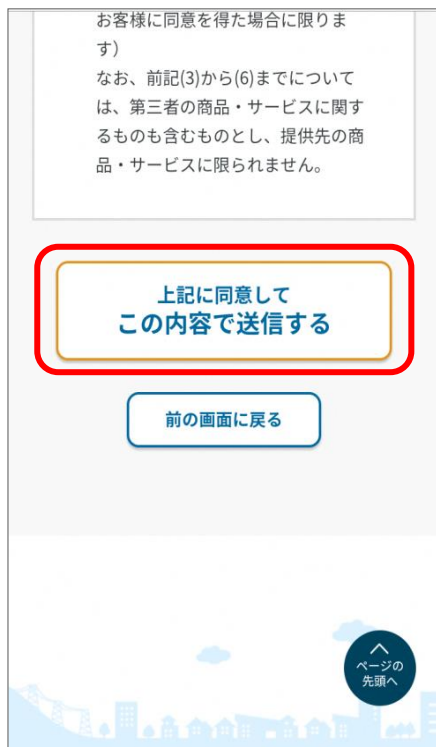 お客様に同意を得た場合に限りま
す）
なお、前記(3)から(6)までについて
は、第三者の商品・サービスに関す
るものも含むものとし、提供先の商
品・サービスに限られません。
上記に同意して
この内容で送信する
前の画面に戻る
ページの
先頭へ